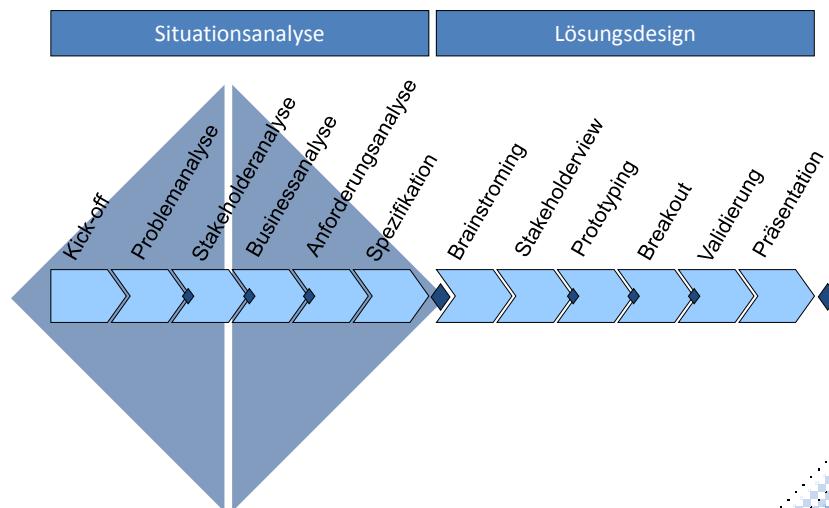 Situationsanalyse
Lösungsdesign
Kick-off
Problemanalyse
Stakeholderanalyse
Businessanalyse
Anforderungsanalyse
Spezifikation
Brainstroming
Stakeholderview
Prototyping
Breakout
Validierung
Präsentation